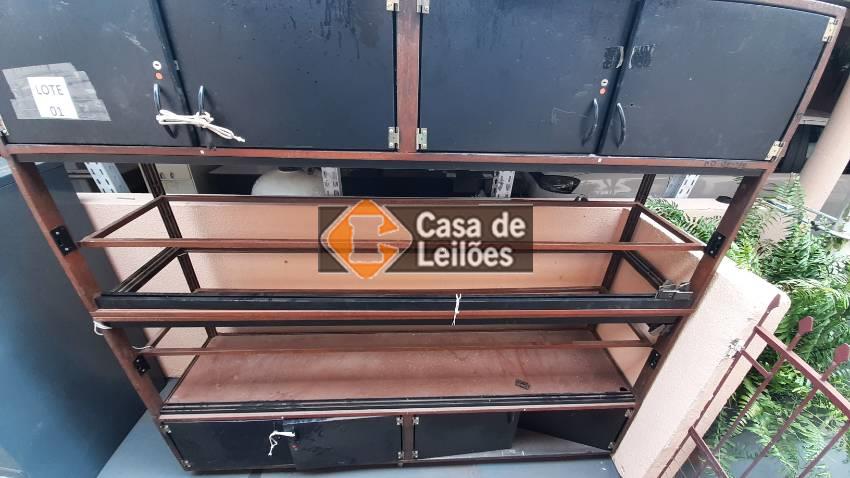 LOTE
01
Casa de
Leilões